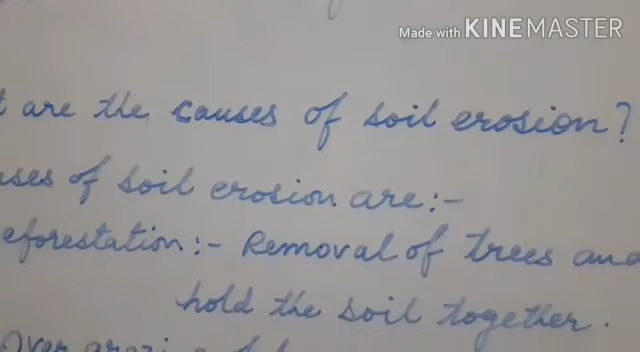 Made with KINEMASTER
are the causes of soil erosion?
of soil erosion are:-
eforestation:- Removal of trees and
hold the soil together.
Over